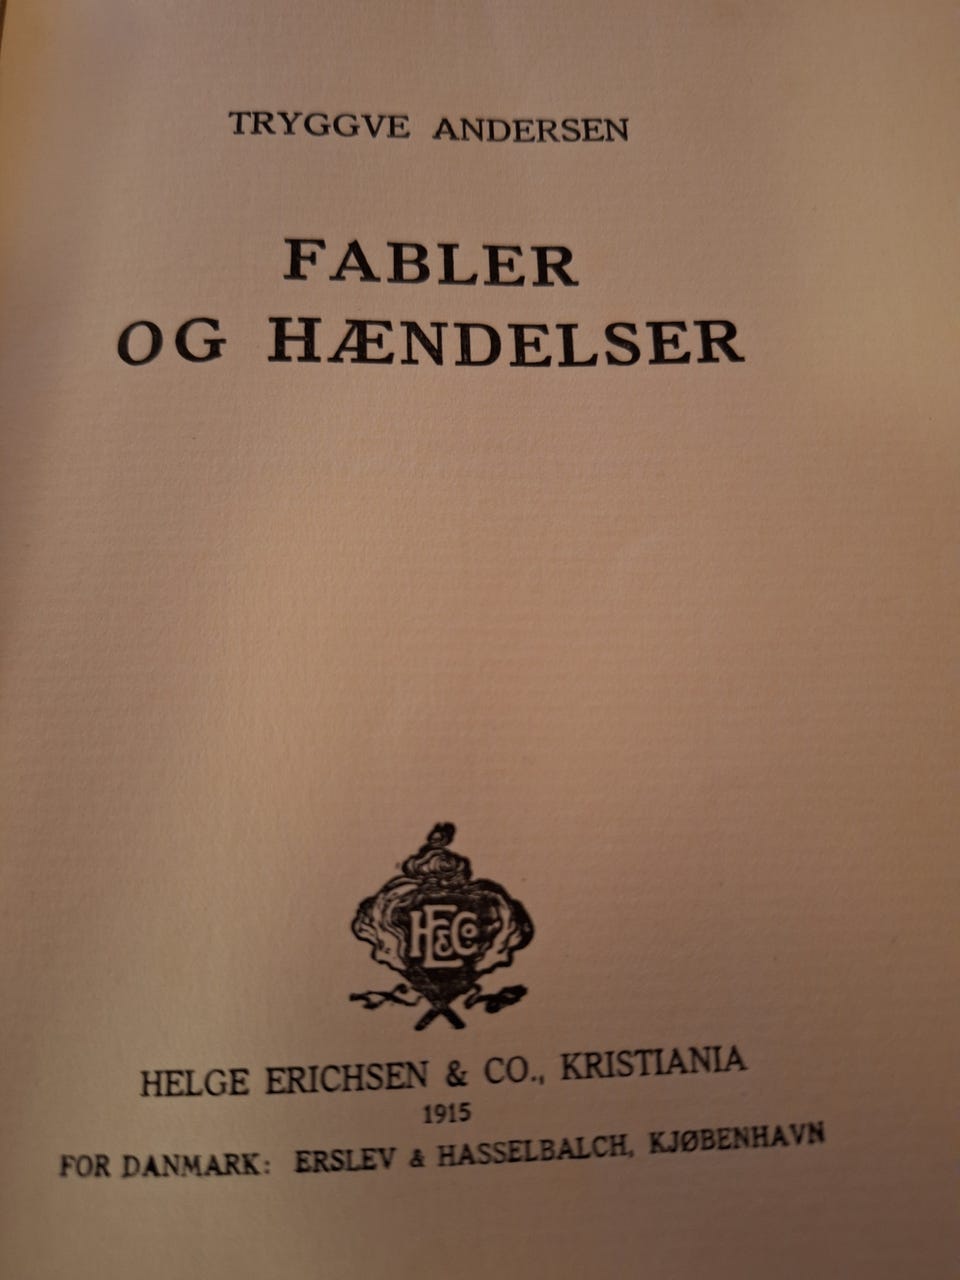 TRYGGVE ANDERSEN
FABLER
OG HÆNDELSER
HE&Co
HELGE ERICHSEN & CO., KRISTIANIA
1915
FOR DANMARK: ERSLEV & HASSELBALCH, KJØBENHAVN